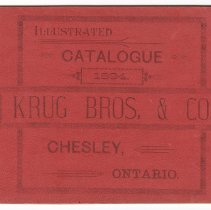 ILLUSTRATED
CATALOGUE
1894.
KRUG BROS. & CO
CHESLEY,
ONTARIO.